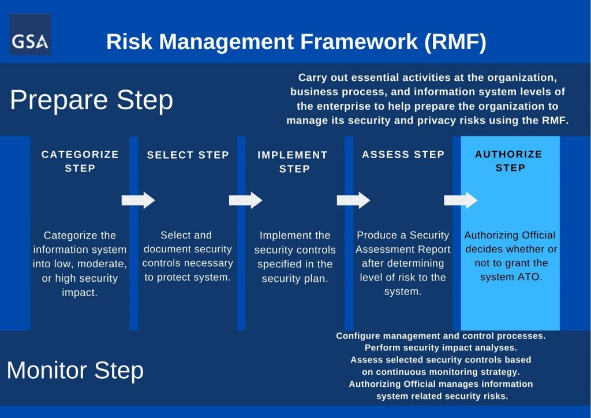 GSA
Risk Management Framework (RMF)
Prepare Step
Carry out essential activities at the organization,
business process, and information system levels of
the enterprise to help prepare the organization to
manage its security and privacy risks using the RMF.
CATEGORIZE
STEP
Categorize the
information system
into low, moderate,
or high security
impact.
SELECT STEP
Select and
document security
controls necessary
to protect system.
IMPLEMENT
STEP
Implement the
security controls
specified in the
security plan.
ASSESS STEP
Produce a Security
Assessment Report
after determining
level of risk to the
system.
AUTHORIZE
STEP
Authorizing Official
decides whether or
not to grant the
system ATO.
Monitor Step
Configure management and control processes.
Perform security impact analyses.
Assess selected security controls based
on continuous monitoring strategy.
Authorizing Official manages information
system related security risks.